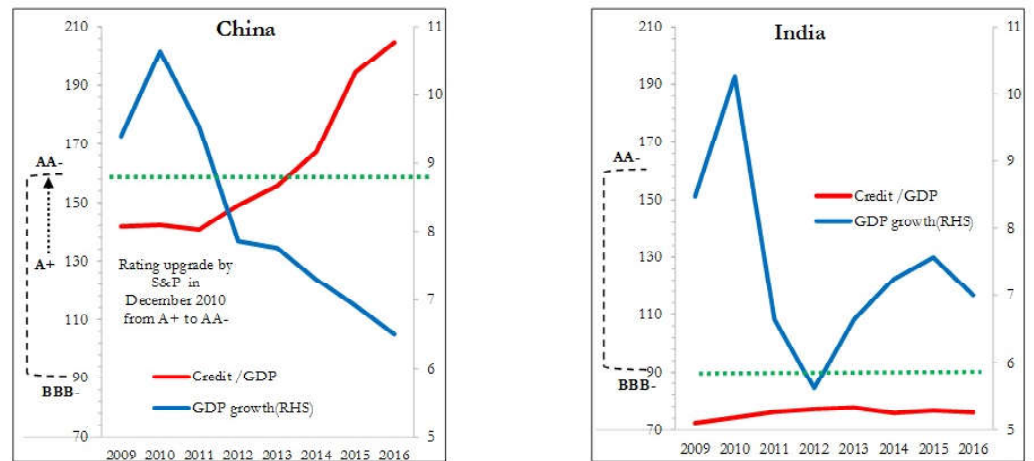 China
210
190
170
150
130
110
90
70
AA-
A+
BBB-
11
10
9
8
7
6
5
Rating upgrade by
S&P in
December 2010
from A+ to AA-
Credit /GDP
GDP growth(RHS)
2009 2010 2011 2012 2013 2014 2015 2016
India
210
190
170
150
130
110
90
70
AA-
BBB-
11
10
9
8
7
6
5
Credit /GDP
GDP growth(RHS)
2009 2010 2011 2012 2013 2014 2015 2016